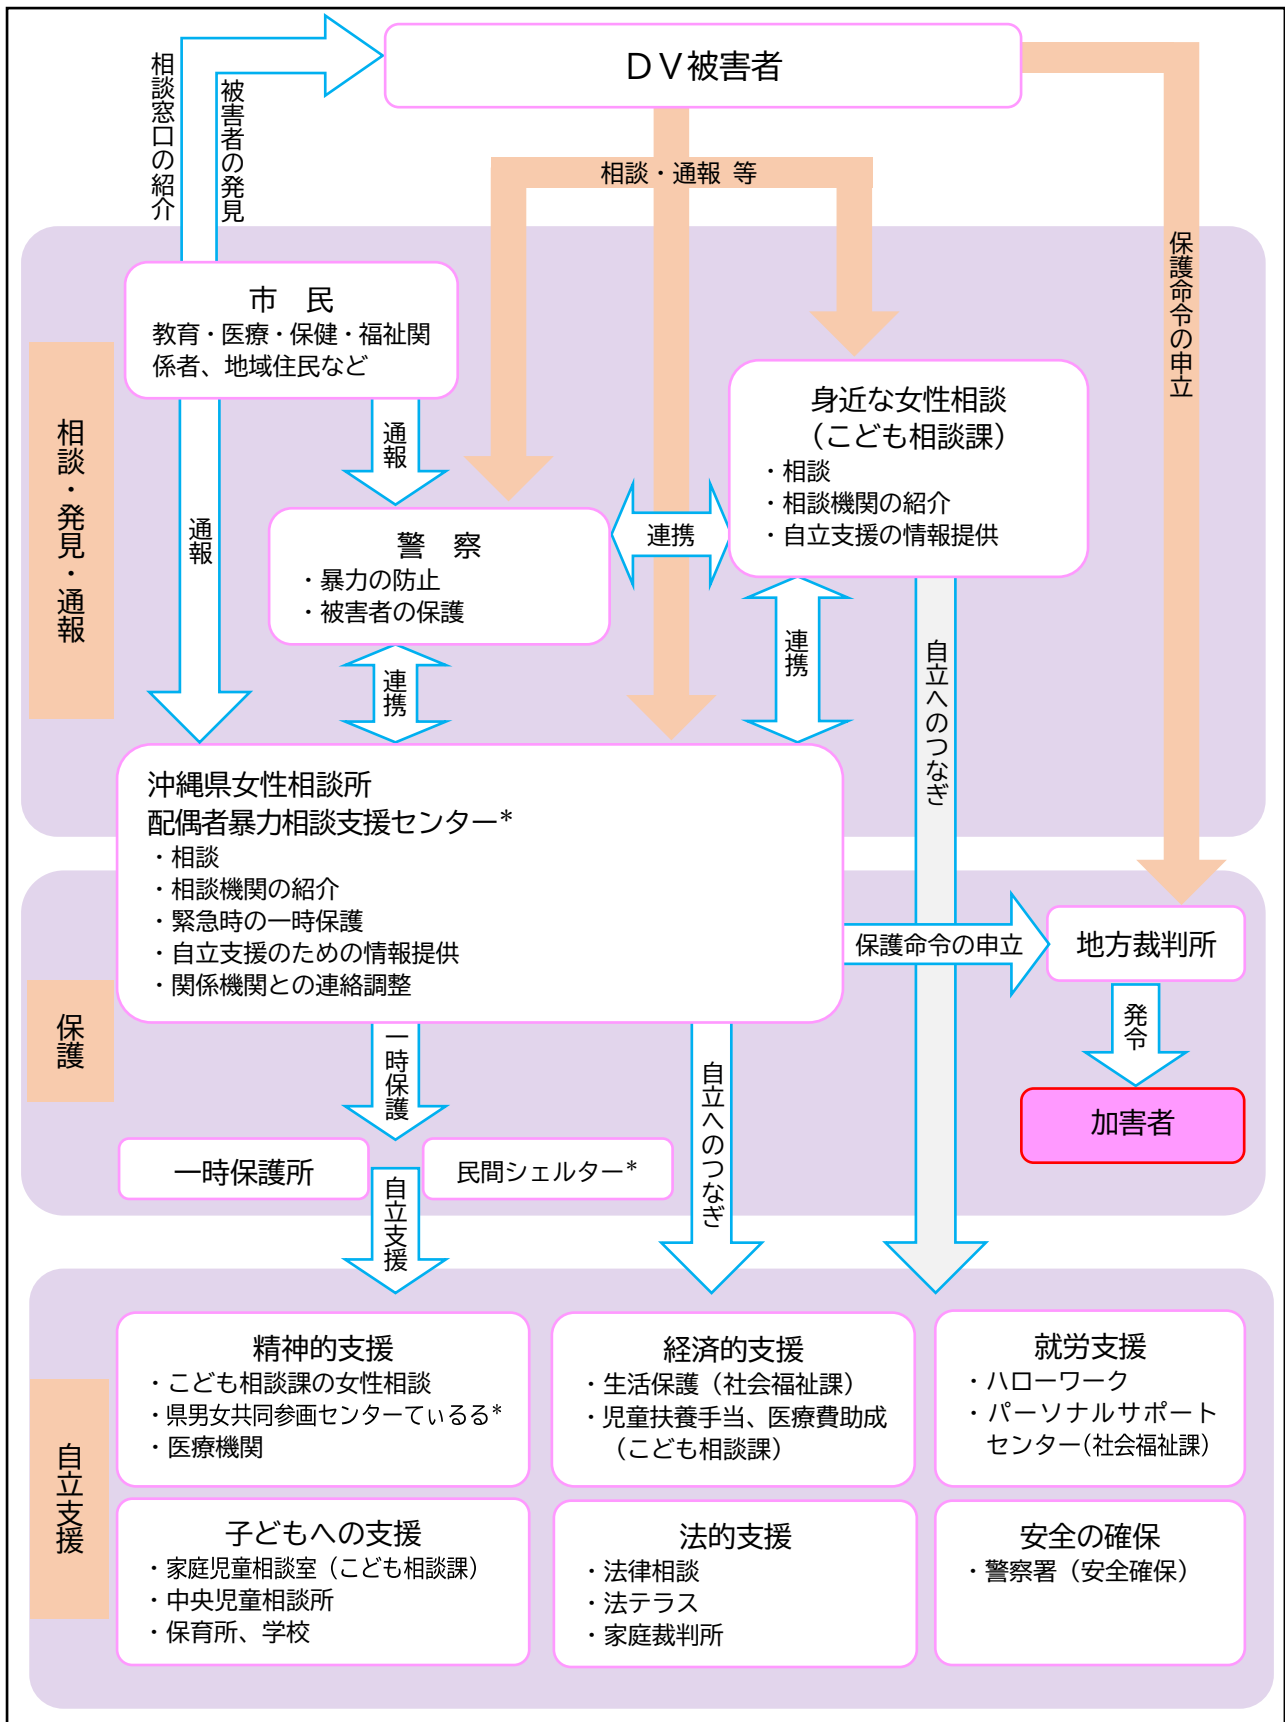 ＤＶ被害者
相談窓口の紹介
被害者の発見
相談・通報 等
保護命令の申立
市　民
教育・医療・保健・福祉関
係者、地域住民など
相談・発見・通報
身近な女性相談
（こども相談課）
・相談
・相談機関の紹介
・自立支援の情報提供
通報
通報
警　察
・暴力の防止
・被害者の保護
連携
連携
連携
自立へのつなぎ
沖縄県女性相談所
配偶者暴力相談支援センター*
・相談
・相談機関の紹介
・緊急時の一時保護
・自立支援のための情報提供
・関係機関との連絡調整
保護命令の申立
地方裁判所
発令
加害者
保護
一時保護
自立へのつなぎ
一時保護所
民間シェルター*
自立支援
自立支援
精神的支援
・こども相談課の女性相談
・県男女共同参画センターてぃるる*
・医療機関
経済的支援
・生活保護（社会福祉課）
・児童扶養手当、医療費助成
（こども相談課）
就労支援
・ハローワーク
・パーソナルサポート
センター（社会福祉課）
子どもへの支援
・家庭児童相談室（こども相談課）
・中央児童相談所
・保育所、学校
法的支援
・法律相談
・法テラス
・家庭裁判所
安全の確保
・警察署（安全確保）